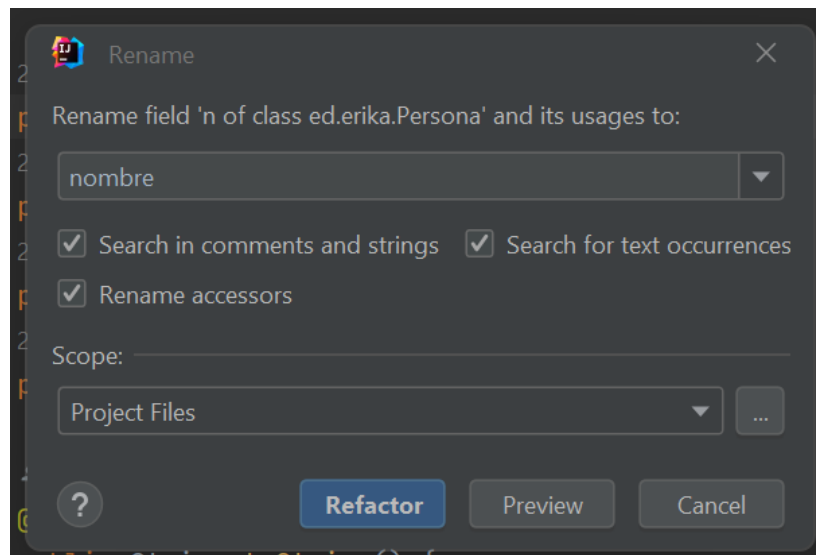 IJ
Rename
Rename field 'n of class ed.erika.Persona' and its usages to:
nombre
Search in comments and strings Search for text occurrences
Rename accessors
Scope:
Project Files
...
? Refactor Preview Cancel